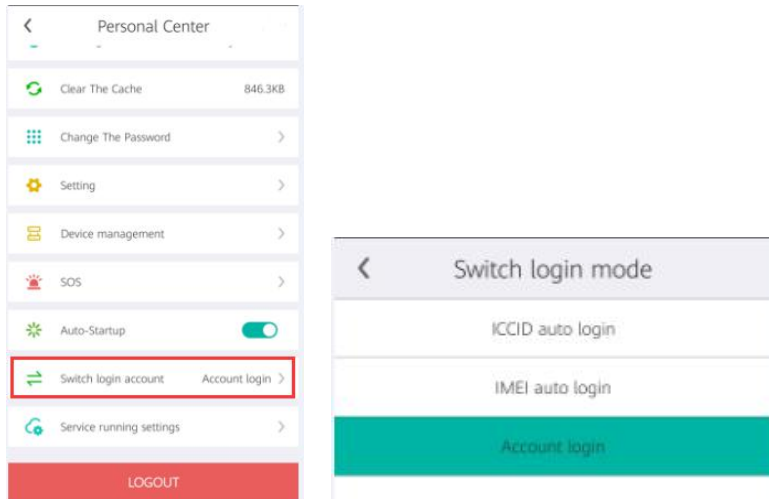 Personal Center
Clear The Cache 846.3KB
Change The Password
Setting
Device management
SOS
Auto-Startup
Switch login account Account login
Service running settings
LOGOUT
Switch login mode
ICCID auto login
IMEI auto login
Account login